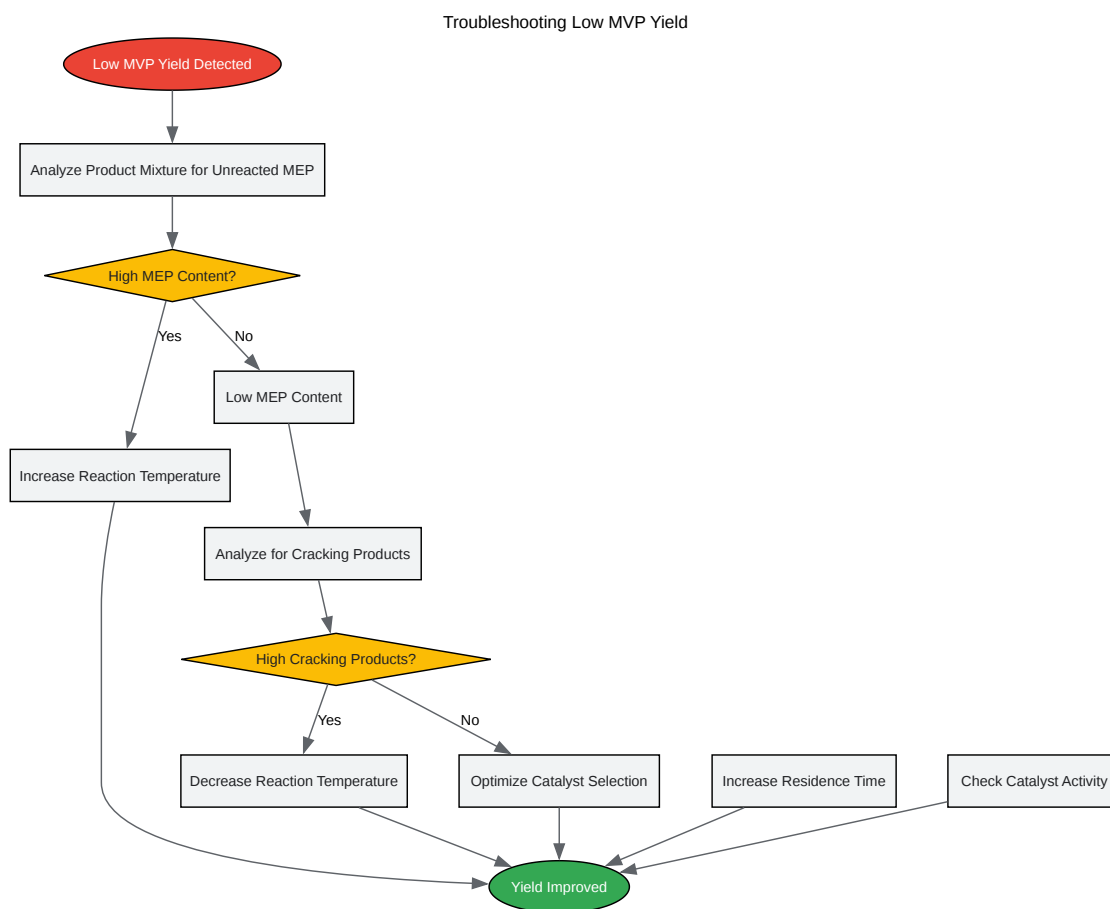 Troubleshooting Low MVP Yield
Low MVP Yield Detected
Analyze Product Mixture for Unreacted MEP
High MEP Content?
Yes
No
Low MEP Content
Increase Reaction Temperature
Analyze for Cracking Products
High Cracking Products?
Yes
No
Decrease Reaction Temperature
Optimize Catalyst Selection
Increase Residence Time
Check Catalyst Activity
Yield Improved